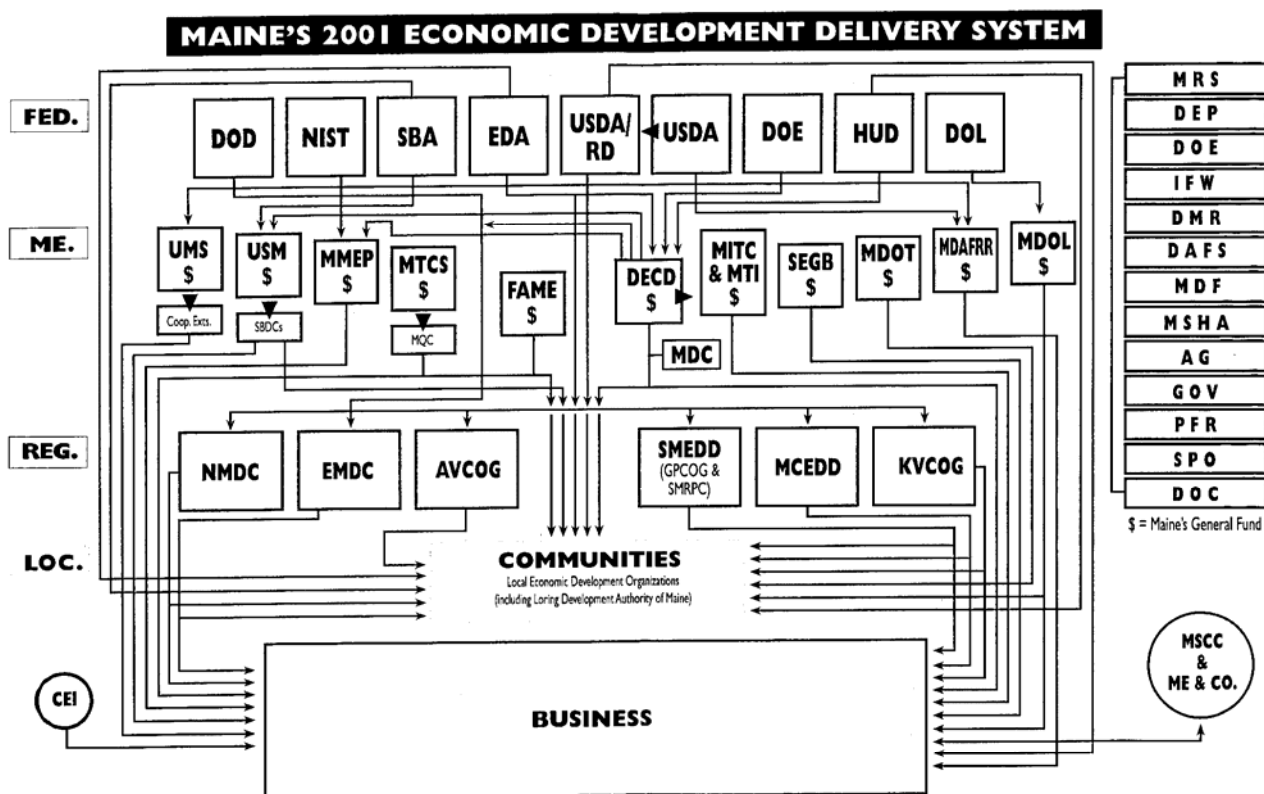 MAINE'S 2001 ECONOMIC DEVELOPMENT DELIVERY SYSTEM
FED.
DOD
NIST
SBA
EDA
USDA/
RD
USDA
DOE
HUD
DOL
ME.
UMS
$
USM
$
MMEP
$
MTCS
$
FAME
$
DECD
$
MITC
& MTI
$
SEGB
$
MDOT
$
MDAFRR
$
MDOL
$
Coop. Exts.
SBDCs
MQC
MDC
REG.
NMDC
EMDC
AVCOG
SMEDD
(GPCOG &
SMRPC)
MCEDD
KVCOG
LOC.
COMMUNITIES
Local Economic Development Organizations
(including Loring Development Authority of Maine)
CEI
BUSINESS
MSCC
&
ME & CO.
MRS
DEP
DOE
IFW
DMR
DAFS
MDF
MSHA
AG
GOV
PFR
SPO
DOC
$ = Maine's General Fund